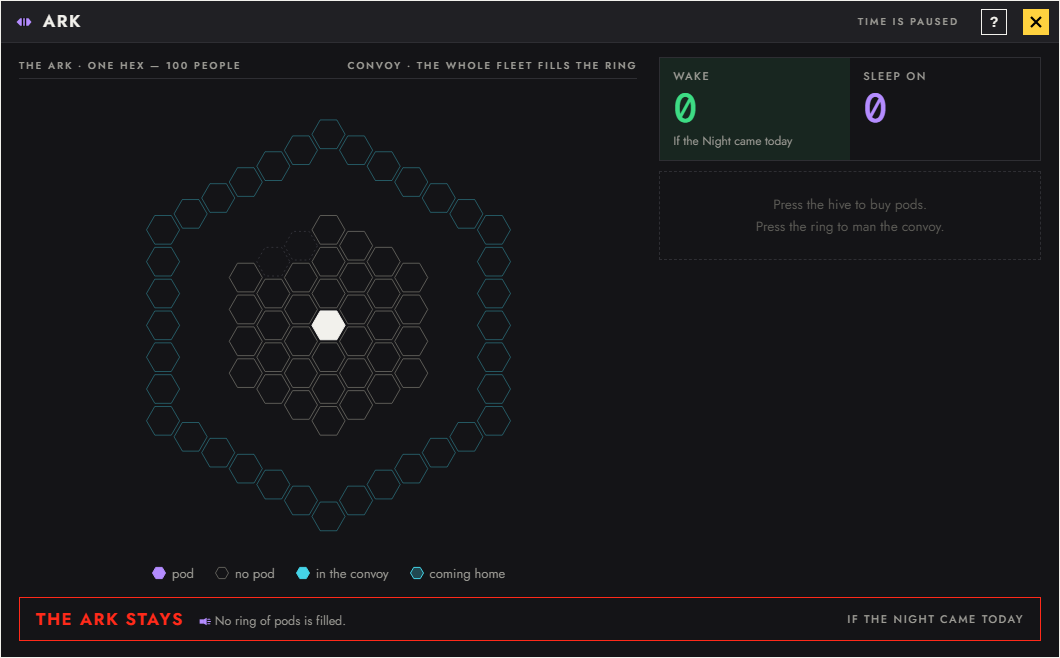 ARK
TIME IS PAUSED
?
THE ARK · ONE HEX — 100 PEOPLE
CONVOY · THE WHOLE FLEET FILLS THE RING
WAKE
0
If the Night came today
SLEEP ON
0
Press the hive to buy pods.
Press the ring to man the convoy.
pod
no pod
in the convoy
coming home
THE ARK STAYS
No ring of pods is filled.
IF THE NIGHT CAME TODAY